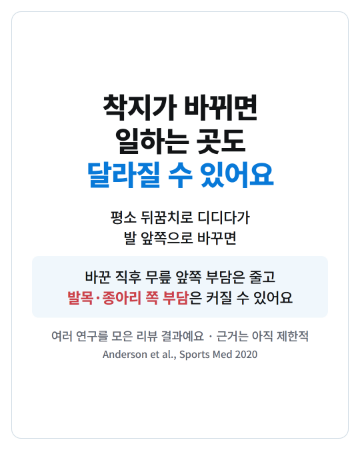 착지가 바뀌면
일하는 곳도
달라질 수 있어요
평소 뒤꿈치로 디디다가
발 앞쪽으로 바꾸면
바꾼 직후 무릎 앞쪽 부담은 줄고
발목·종아리 쪽 부담은 커질 수 있어요
여러 연구를 모은 리뷰 결과예요 · 근거는 아직 제한적
Anderson et al., Sports Med 2020